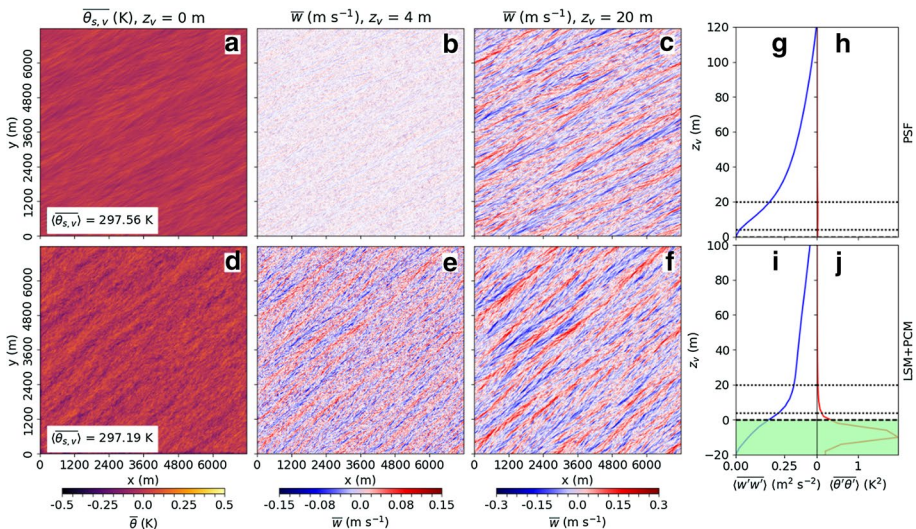 θ̅s,v (K), zv = 0 m
w̅ (m s⁻¹), zv = 4 m
w̅ (m s⁻¹), zv = 20 m
a
b
c
g
h
y (m)
6000
4800
3600
2400
1200
0
⟨θ̅s,v⟩ = 297.56 K
zv (m)
120
100
80
60
40
20
0
PSF
d
e
f
i
j
y (m)
6000
4800
3600
2400
1200
0
⟨θ̅s,v⟩ = 297.19 K
zv (m)
100
80
60
40
20
0
−20
LSM+PCM
0 1200 2400 3600 4800 6000
0 1200 2400 3600 4800 6000
0 1200 2400 3600 4800 6000
0.00 0.25 0 1
x (m)
x (m)
x (m)
⟨w′w′⟩ (m² s⁻²)
⟨θ′θ′⟩ (K²)
-0.5 -0.25 0.0 0.25 0.5
-0.15 -0.08 0.00 0.08 0.15
-0.3 -0.15 0.0 0.15 0.3
θ̅ (K)
w̅ (m s⁻¹)
w̅ (m s⁻¹)